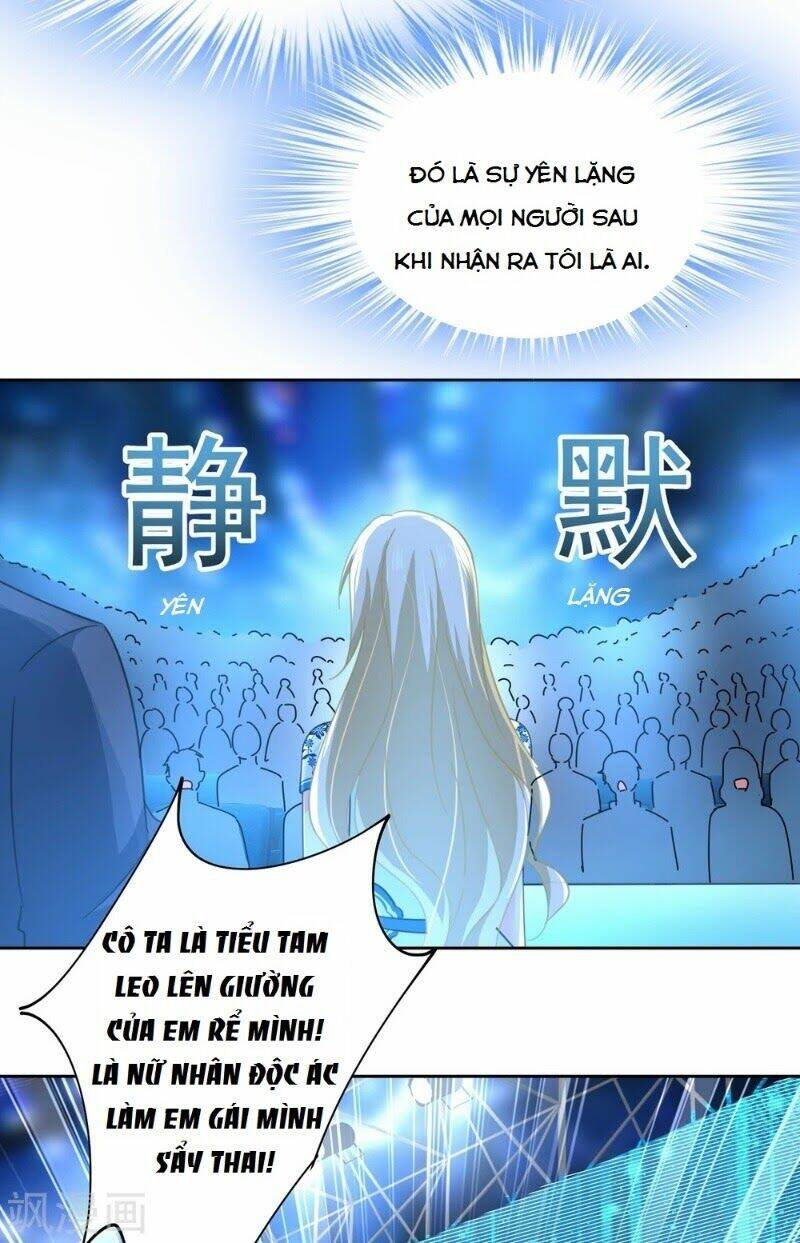 ĐÓ LÀ SỰ YÊN LẶNG
CỦA MỌI NGƯỜI SAU
KHI NHẬN RA TÔI LÀ AI.
静 默
YÊN LẶNG
CÔ TA LÀ TIỂU TAM
LEO LÊN GIƯỜNG
CỦA EM RỂ MÌNH!
LÀ NỮ NHÂN ĐỘC ÁC
LÀM EM GÁI MÌNH
SẨY THAI!
飒漫画